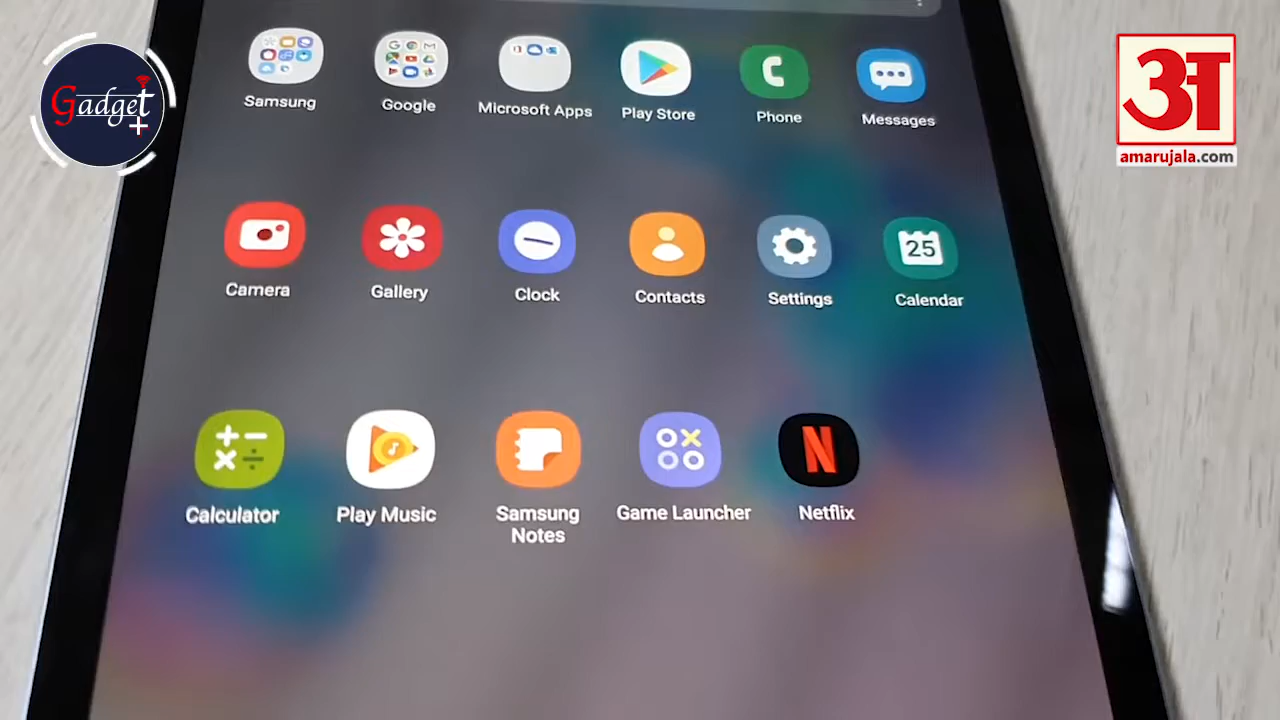 Gadget
+
अ
amarujala.com
Samsung
Google
Microsoft Apps
Play Store
Phone
Messages
Camera
Gallery
Clock
Contacts
Settings
25
Calendar
Calculator
Play Music
Samsung
Notes
Game Launcher
N
Netflix